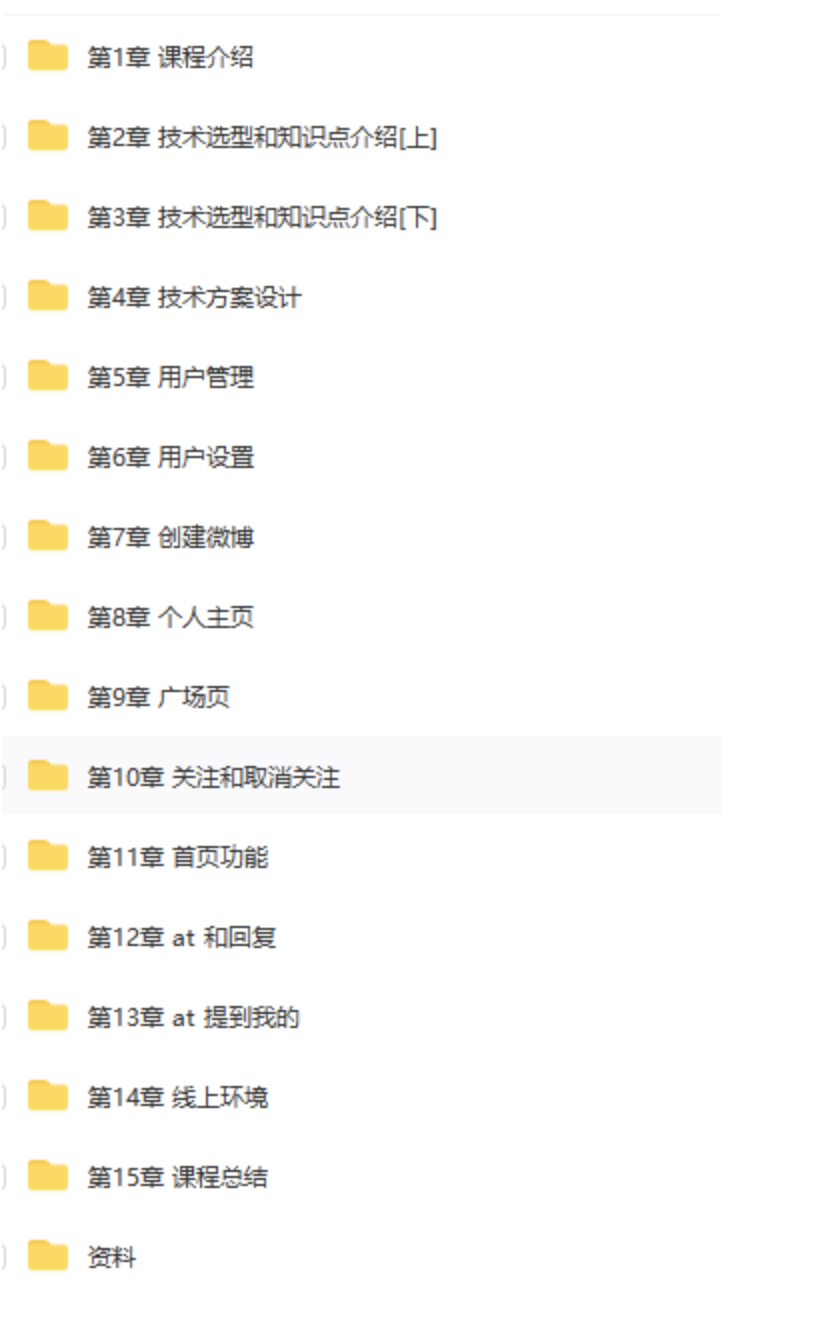 第1章 课程介绍
第2章 技术选型和知识点介绍[上]
第3章 技术选型和知识点介绍[下]
第4章 技术方案设计
第5章 用户管理
第6章 用户设置
第7章 创建微博
第8章 个人主页
第9章 广场页
第10章 关注和取消关注
第11章 首页功能
第12章 at 和回复
第13章 at 提到我的
第14章 线上环境
第15章 课程总结
资料